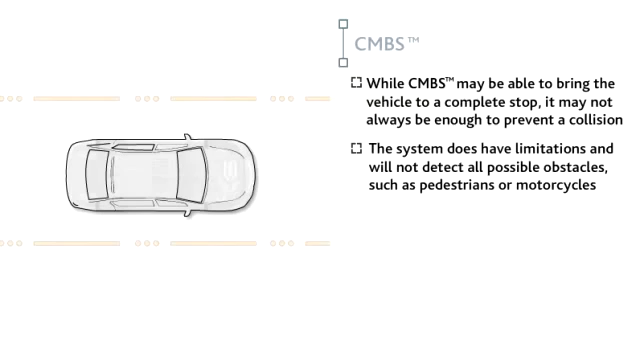 CMBS™
While CMBS™ may be able to bring the
vehicle to a complete stop, it may not
always be enough to prevent a collision
The system does have limitations and
will not detect all possible obstacles,
such as pedestrians or motorcycles